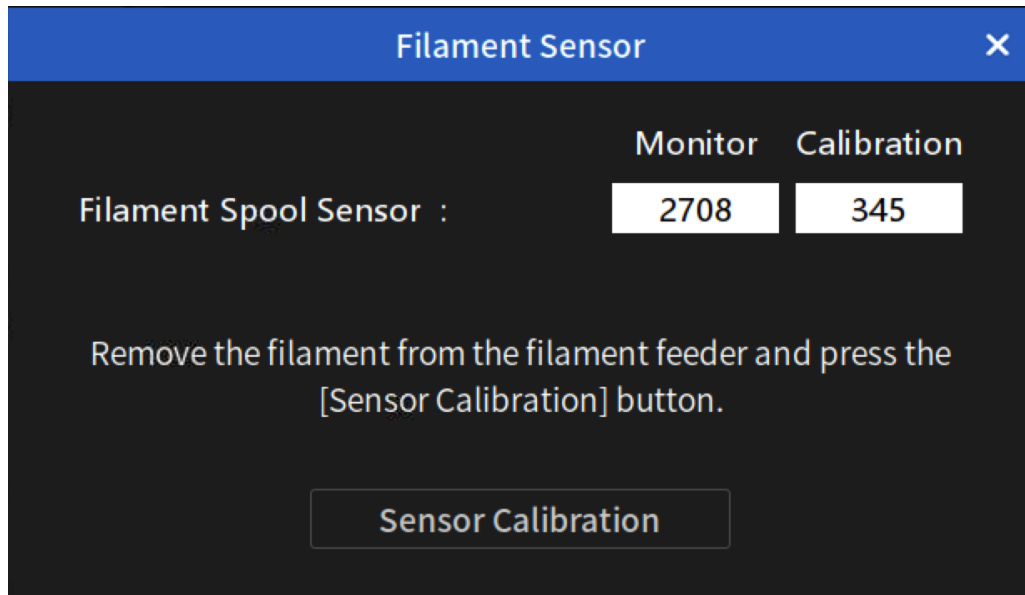 Filament Sensor ×
Monitor Calibration
Filament Spool Sensor : 2708 345
Remove the filament from the filament feeder and press the
[Sensor Calibration] button.
Sensor Calibration